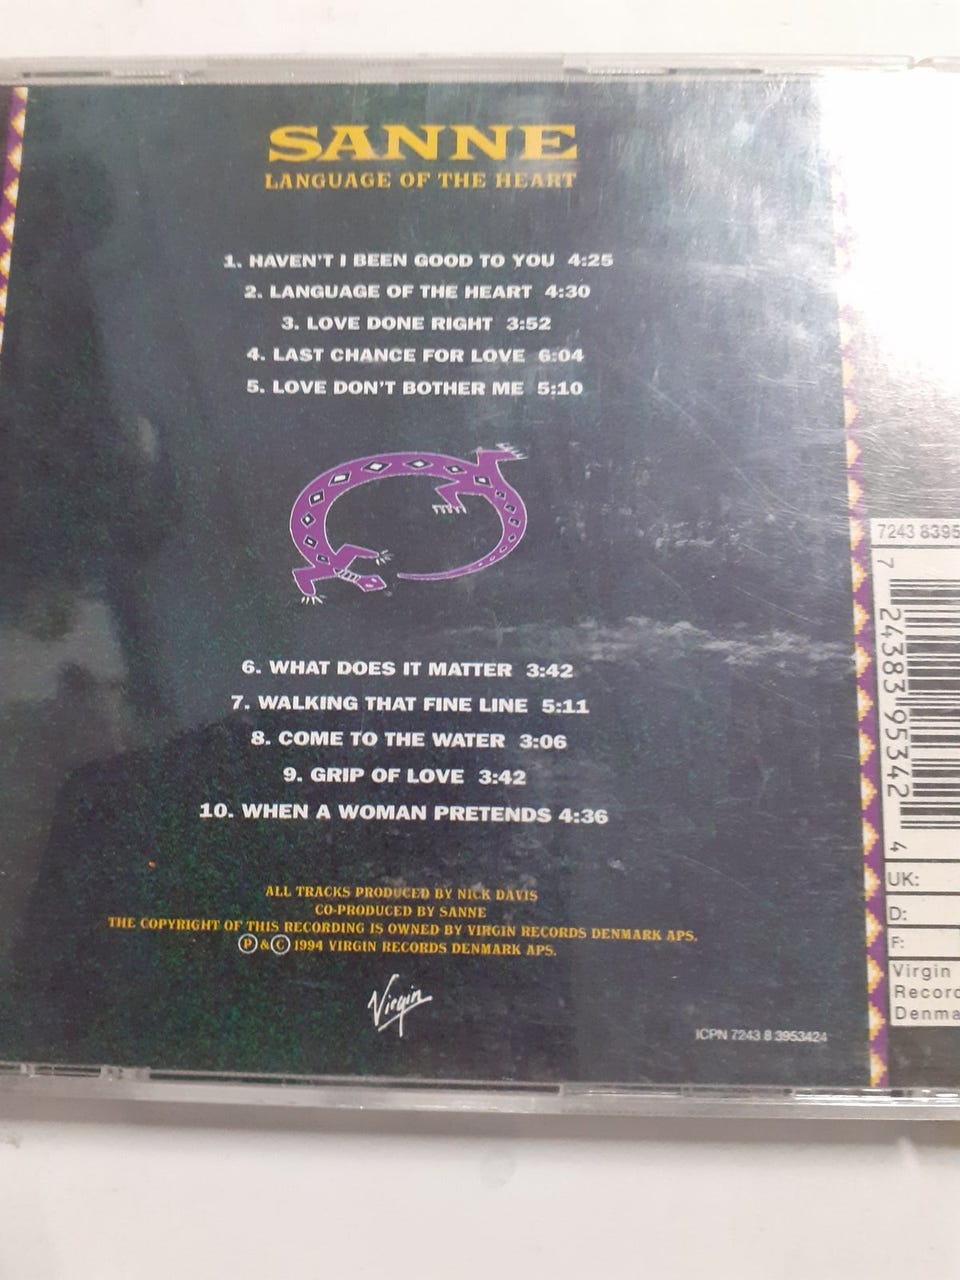 SANNE
LANGUAGE OF THE HEART
1. HAVEN'T I BEEN GOOD TO YOU 4:25
2. LANGUAGE OF THE HEART 4:30
3. LOVE DONE RIGHT 3:52
4. LAST CHANCE FOR LOVE 6:04
5. LOVE DON'T BOTHER ME 5:10
6. WHAT DOES IT MATTER 3:42
7. WALKING THAT FINE LINE 5:11
8. COME TO THE WATER 3:06
9. GRIP OF LOVE 3:42
10. WHEN A WOMAN PRETENDS 4:36
ALL TRACKS PRODUCED BY NICK DAVIS
CO-PRODUCED BY SANNE
THE COPYRIGHT OF THIS RECORDING IS OWNED BY VIRGIN RECORDS DENMARK APS.
Ⓟ & © 1994 VIRGIN RECORDS DENMARK APS.
Virgin
ICPN 7243 8 3953424
7243 8395
7 24383 95342 4
UK:
D:
F:
Virgin
Record
Denma